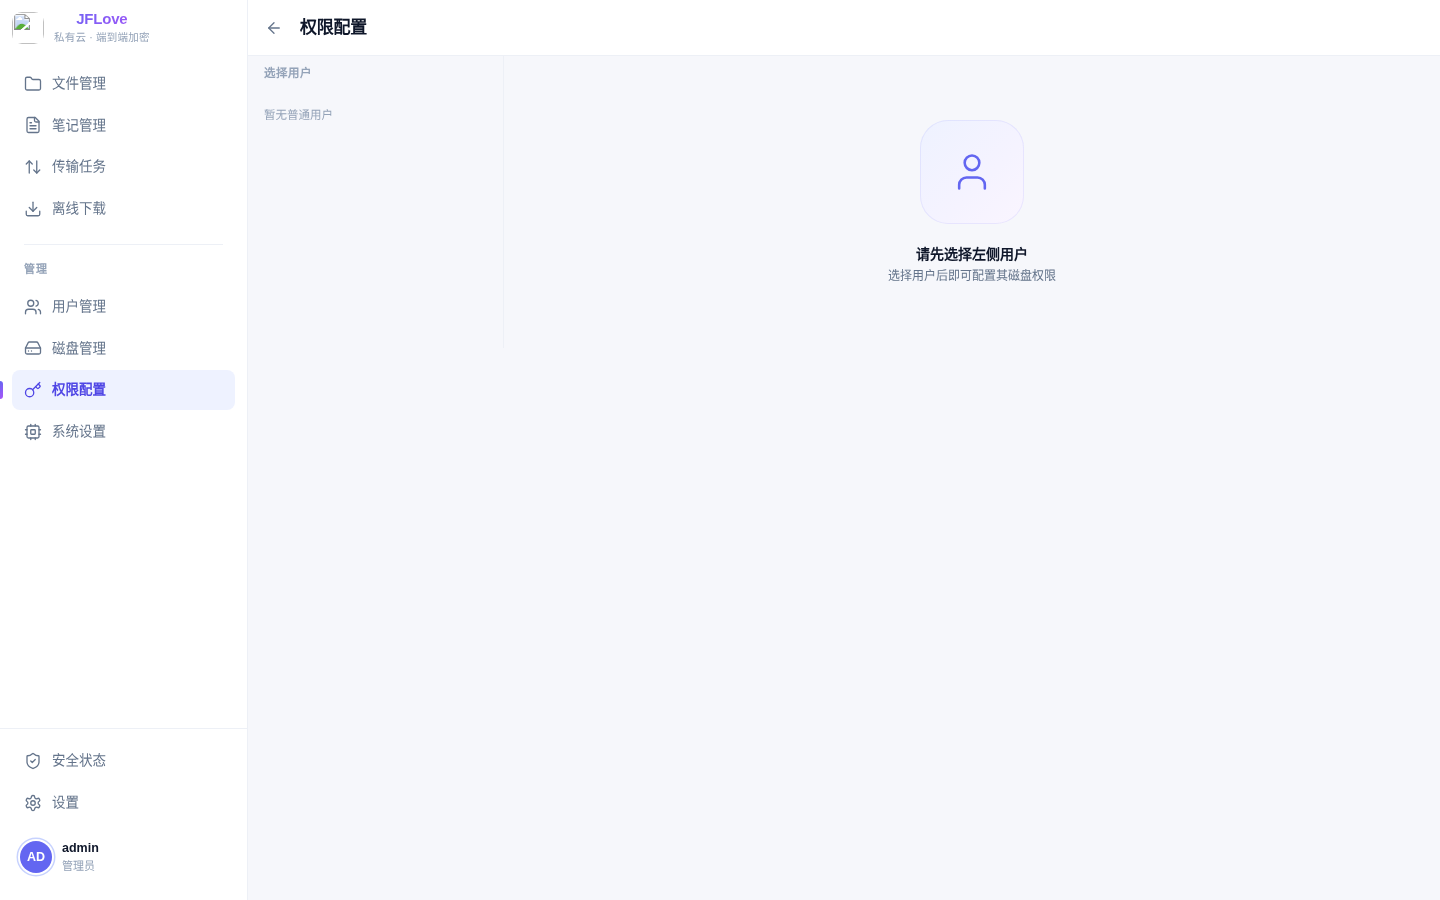 JFLove
私有云 · 端到端加密
文件管理
笔记管理
传输任务
离线下载
管理
用户管理
磁盘管理
权限配置
系统设置
安全状态
设置
AD
admin
管理员
权限配置
选择用户
暂无普通用户
请先选择左侧用户
选择用户后即可配置其磁盘权限